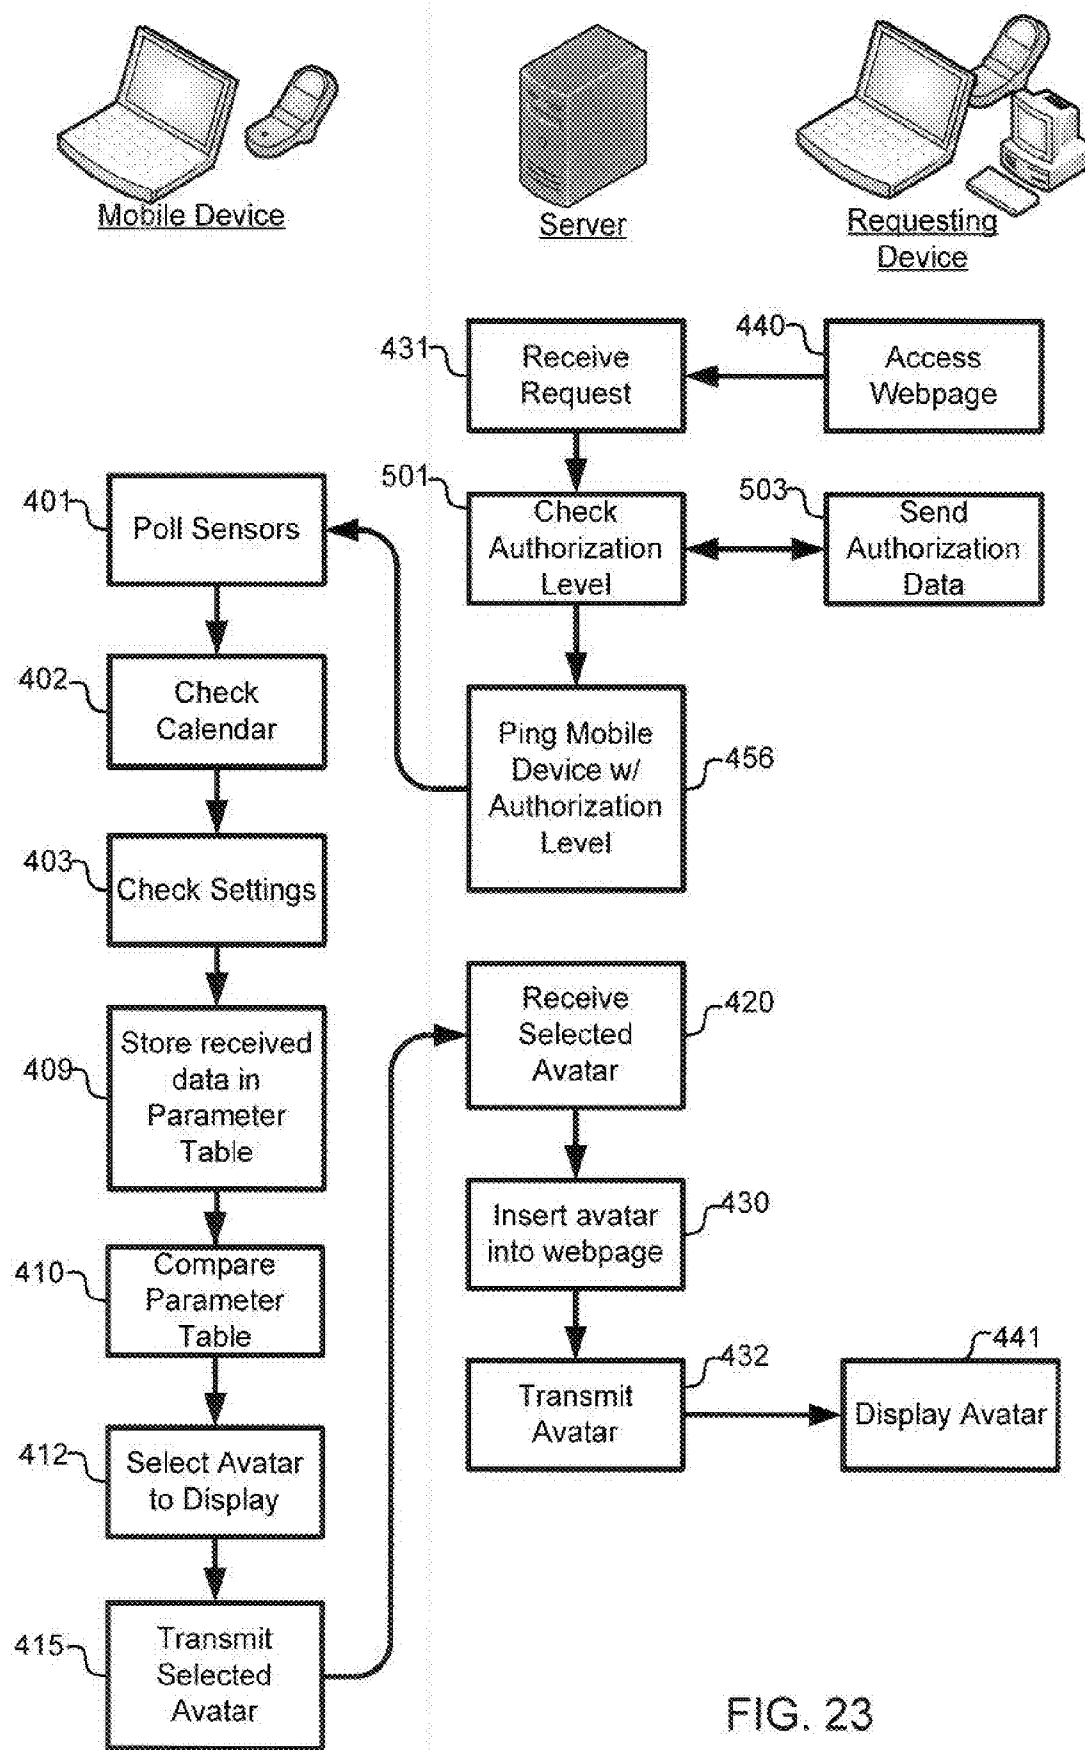 Mobile Device
Server
Requesting
Device
431
Receive
Request
440
Access
Webpage
501
Check
Authorization
Level
503
Send
Authorization
Data
456
Ping Mobile
Device w/
Authorization
Level
401
Poll Sensors
402
Check
Calendar
403
Check Settings
409
Store received
data in
Parameter
Table
410
Compare
Parameter
Table
412
Select Avatar
to Display
415
Transmit
Selected
Avatar
420
Receive
Selected
Avatar
430
Insert avatar
into webpage
432
Transmit
Avatar
441
Display Avatar
FIG. 23